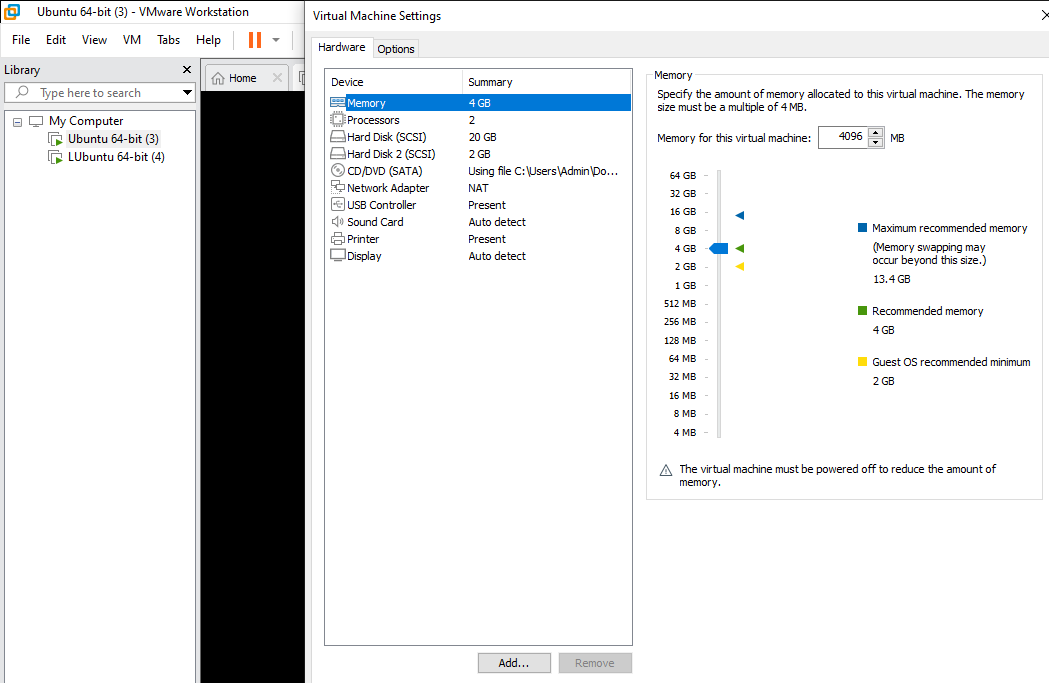 Ubuntu 64-bit (3) - VMware Workstation
File Edit View VM Tabs Help
Library
Type here to search
My Computer
Ubuntu 64-bit (3)
LUbuntu 64-bit (4)
Home
Virtual Machine Settings
Hardware Options
Device Summary
Memory 4 GB
Processors 2
Hard Disk (SCSI) 20 GB
Hard Disk 2 (SCSI) 2 GB
CD/DVD (SATA) Using file C:\Users\Admin\Do...
Network Adapter NAT
USB Controller Present
Sound Card Auto detect
Printer Present
Display Auto detect
Add... Remove
Memory
Specify the amount of memory allocated to this virtual machine. The memory
size must be a multiple of 4 MB.
Memory for this virtual machine: 4096 MB
64 GB
32 GB
16 GB
8 GB
4 GB
2 GB
1 GB
512 MB
256 MB
128 MB
64 MB
32 MB
16 MB
8 MB
4 MB
Maximum recommended memory
(Memory swapping may
occur beyond this size.)
13.4 GB
Recommended memory
4 GB
Guest OS recommended minimum
2 GB
The virtual machine must be powered off to reduce the amount of
memory.